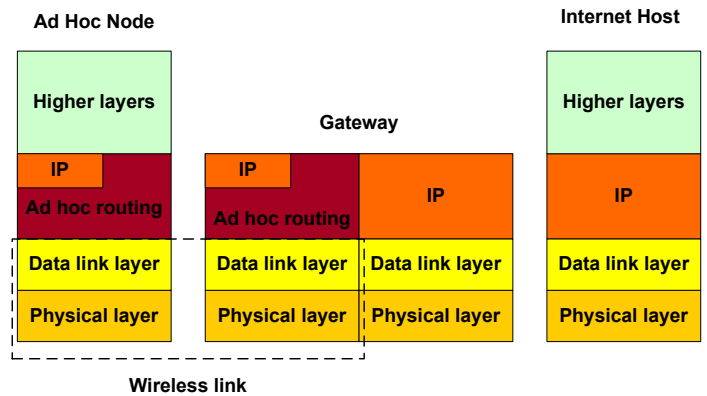 Ad Hoc Node
Internet Host
Higher layers
Higher layers
Gateway
IP
IP
IP
IP
Ad hoc routing
Ad hoc routing
Data link layer
Data link layer
Data link layer
Data link layer
Physical layer
Physical layer
Physical layer
Physical layer
Wireless link